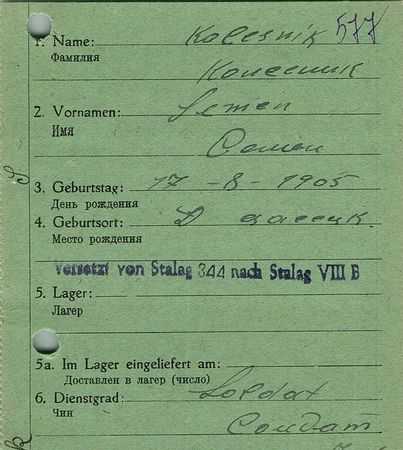 577
1. Name: Kolesnik
Фамилия Колесник
2. Vornamen: Semen
Имя Семен
3. Geburtstag: 17 - 8 - 1905
День рождения
4. Geburtsort: D
Место рождения
Versetzt von Stalag 344 nach Stalag VIII B
5. Lager:
Лагерь
5a. Im Lager eingeliefert am:
Доставлен в лагерь (число)
6. Dienstgrad: Soldat
Чин Солдат